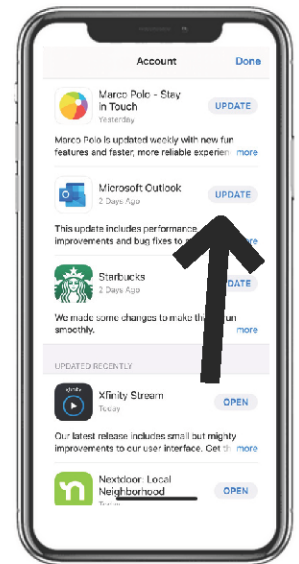 Account Done
Marco Polo - Stay
in Touch
Yesterday
UPDATE
Marco Polo is updated weekly with new fun
features and faster, more reliable experien more
Microsoft Outlook
2 Days Ago
UPDATE
This update includes performance
improvements and bug fixes to
Starbucks
2 Days Ago
We made some changes to make th run
smoothly. more
UPDATED RECENTLY
xfinity
Xfinity Stream
Today
OPEN
Our latest release includes small but mighty
improvements to our user interface. Get th more
Nextdoor: Local
Neighborhood
Today
OPEN